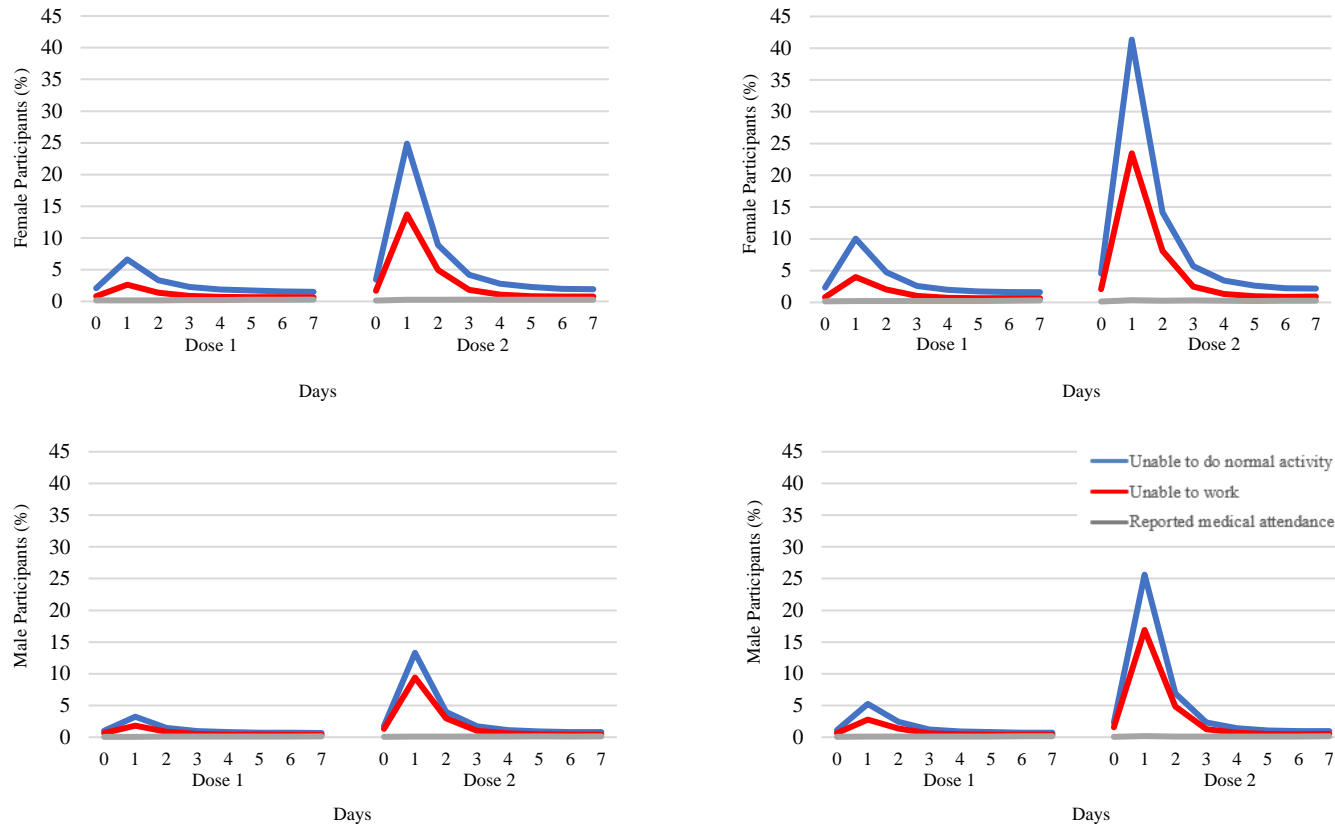 Female Participants (%)
45
40
35
30
25
20
15
10
5
0
0 1 2 3 4 5 6 7 0 1 2 3 4 5 6 7
Dose 1 Dose 2
Days
Female Participants (%)
45
40
35
30
25
20
15
10
5
0
0 1 2 3 4 5 6 7 0 1 2 3 4 5 6 7
Dose 1 Dose 2
Days
Male Participants (%)
45
40
35
30
25
20
15
10
5
0
0 1 2 3 4 5 6 7 0 1 2 3 4 5 6 7
Dose 1 Dose 2
Days
Male Participants (%)
45
40
35
30
25
20
15
10
5
0
Unable to do normal activity
Unable to work
Reported medical attendance
0 1 2 3 4 5 6 7 0 1 2 3 4 5 6 7
Dose 1 Dose 2
Days